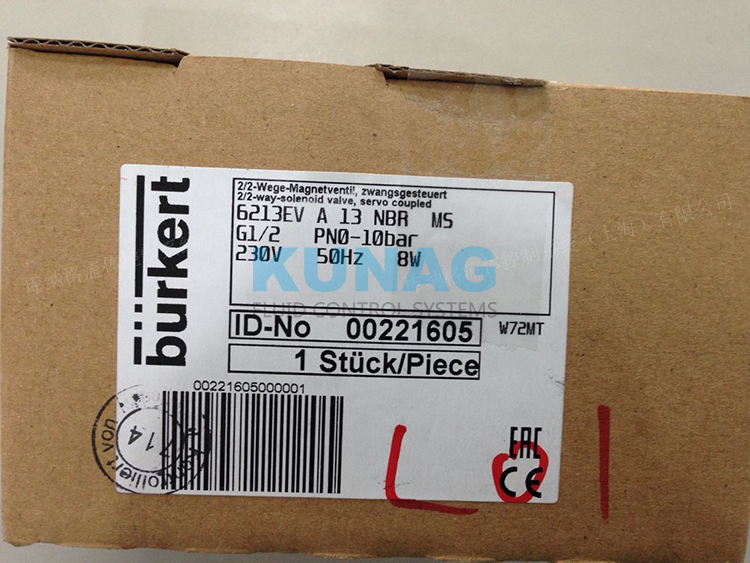 bürkert
2/2-Wege-Magnetventil, zwangsgesteuert
2/2-way-solenoid valve, servo coupled
6213EV A 13 NBR MS
G1/2 PN0-10bar
230V 50Hz 8W
KUNAG
FLUID CONTROL SYSTEMS
ID-No 00221605
W72MT
1 Stück/Piece
00221605000001
von
714
EAC
CE